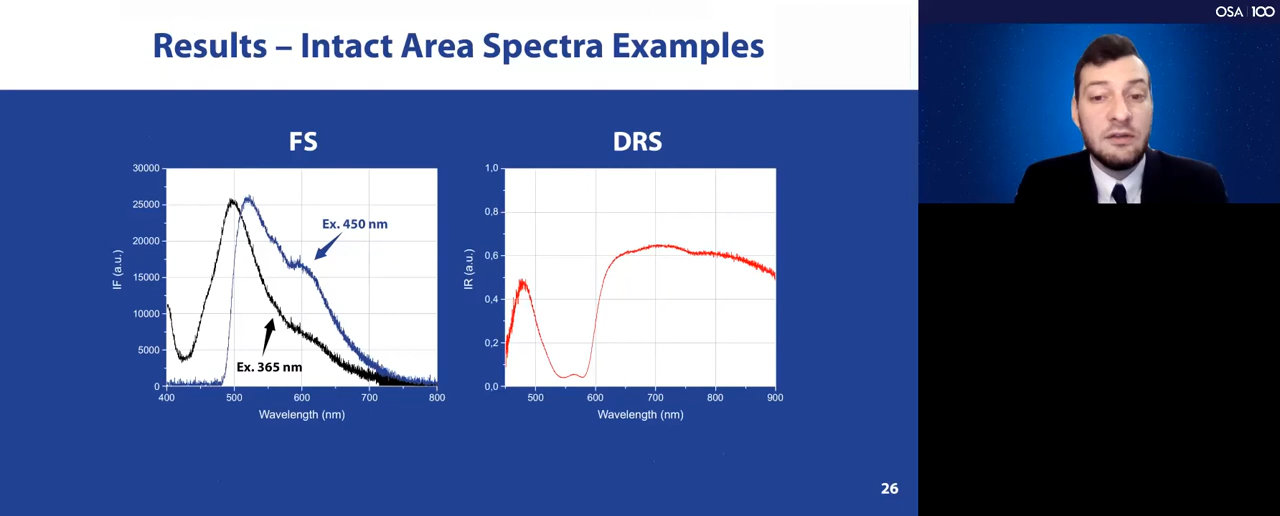 OSA 100
Results – Intact Area Spectra Examples
FS
30000
25000
20000
15000
10000
5000
0
IF (a.u.)
400
500
600
700
800
Wavelength (nm)
Ex. 450 nm
Ex. 365 nm
DRS
1,0
0,8
0,6
0,4
0,2
0,0
IR (a.u.)
500
600
700
800
900
Wavelength (nm)
26